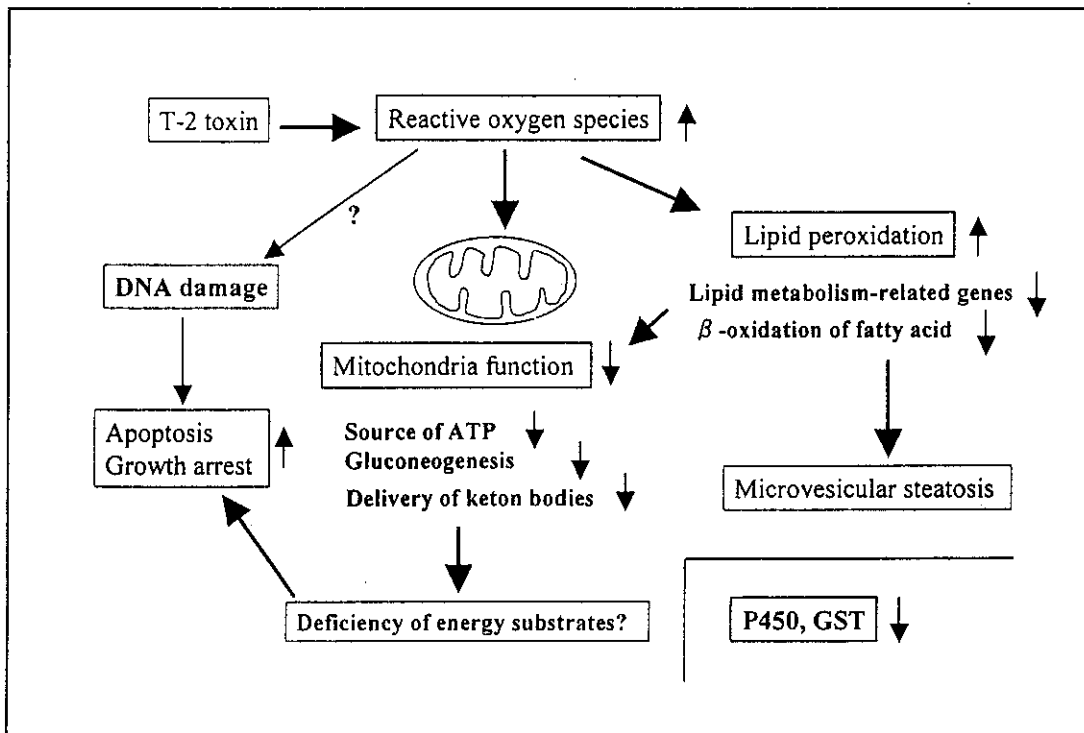 T-2 toxin
Reactive oxygen species
?
DNA damage
Lipid peroxidation
Lipid metabolism-related genes
β-oxidation of fatty acid
Mitochondria function
Apoptosis
Growth arrest
Source of ATP
Gluconeogenesis
Delivery of keton bodies
Microvesicular steatosis
Deficiency of energy substrates?
P450, GST